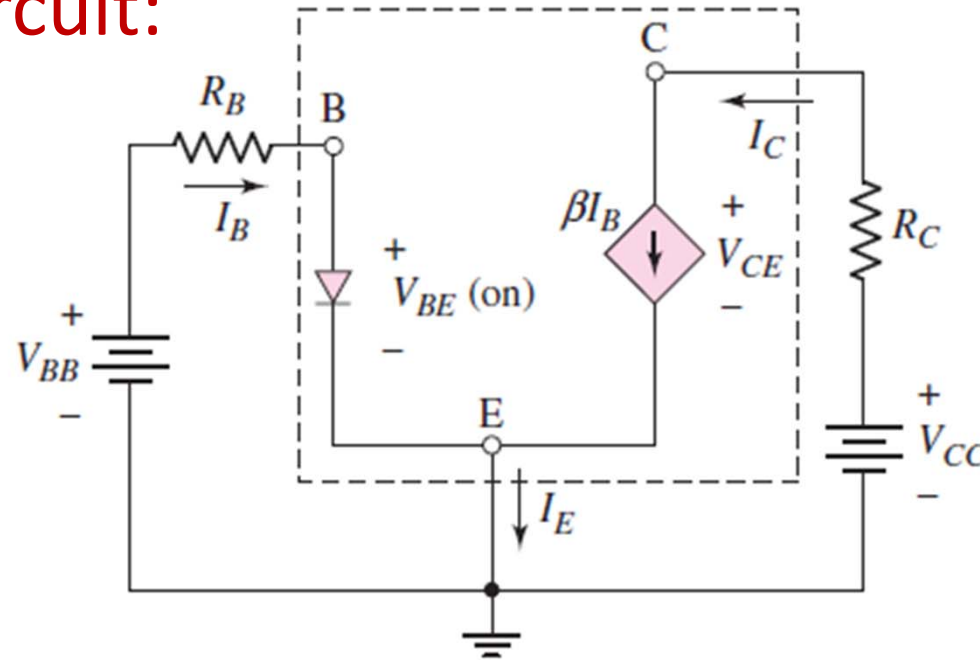 rcuit:
C
R_B
B
I_C
I_B
βI_B
+
V_CE
−
R_C
+
V_BE (on)
−
+
V_BB
−
E
+
V_CC
−
I_E